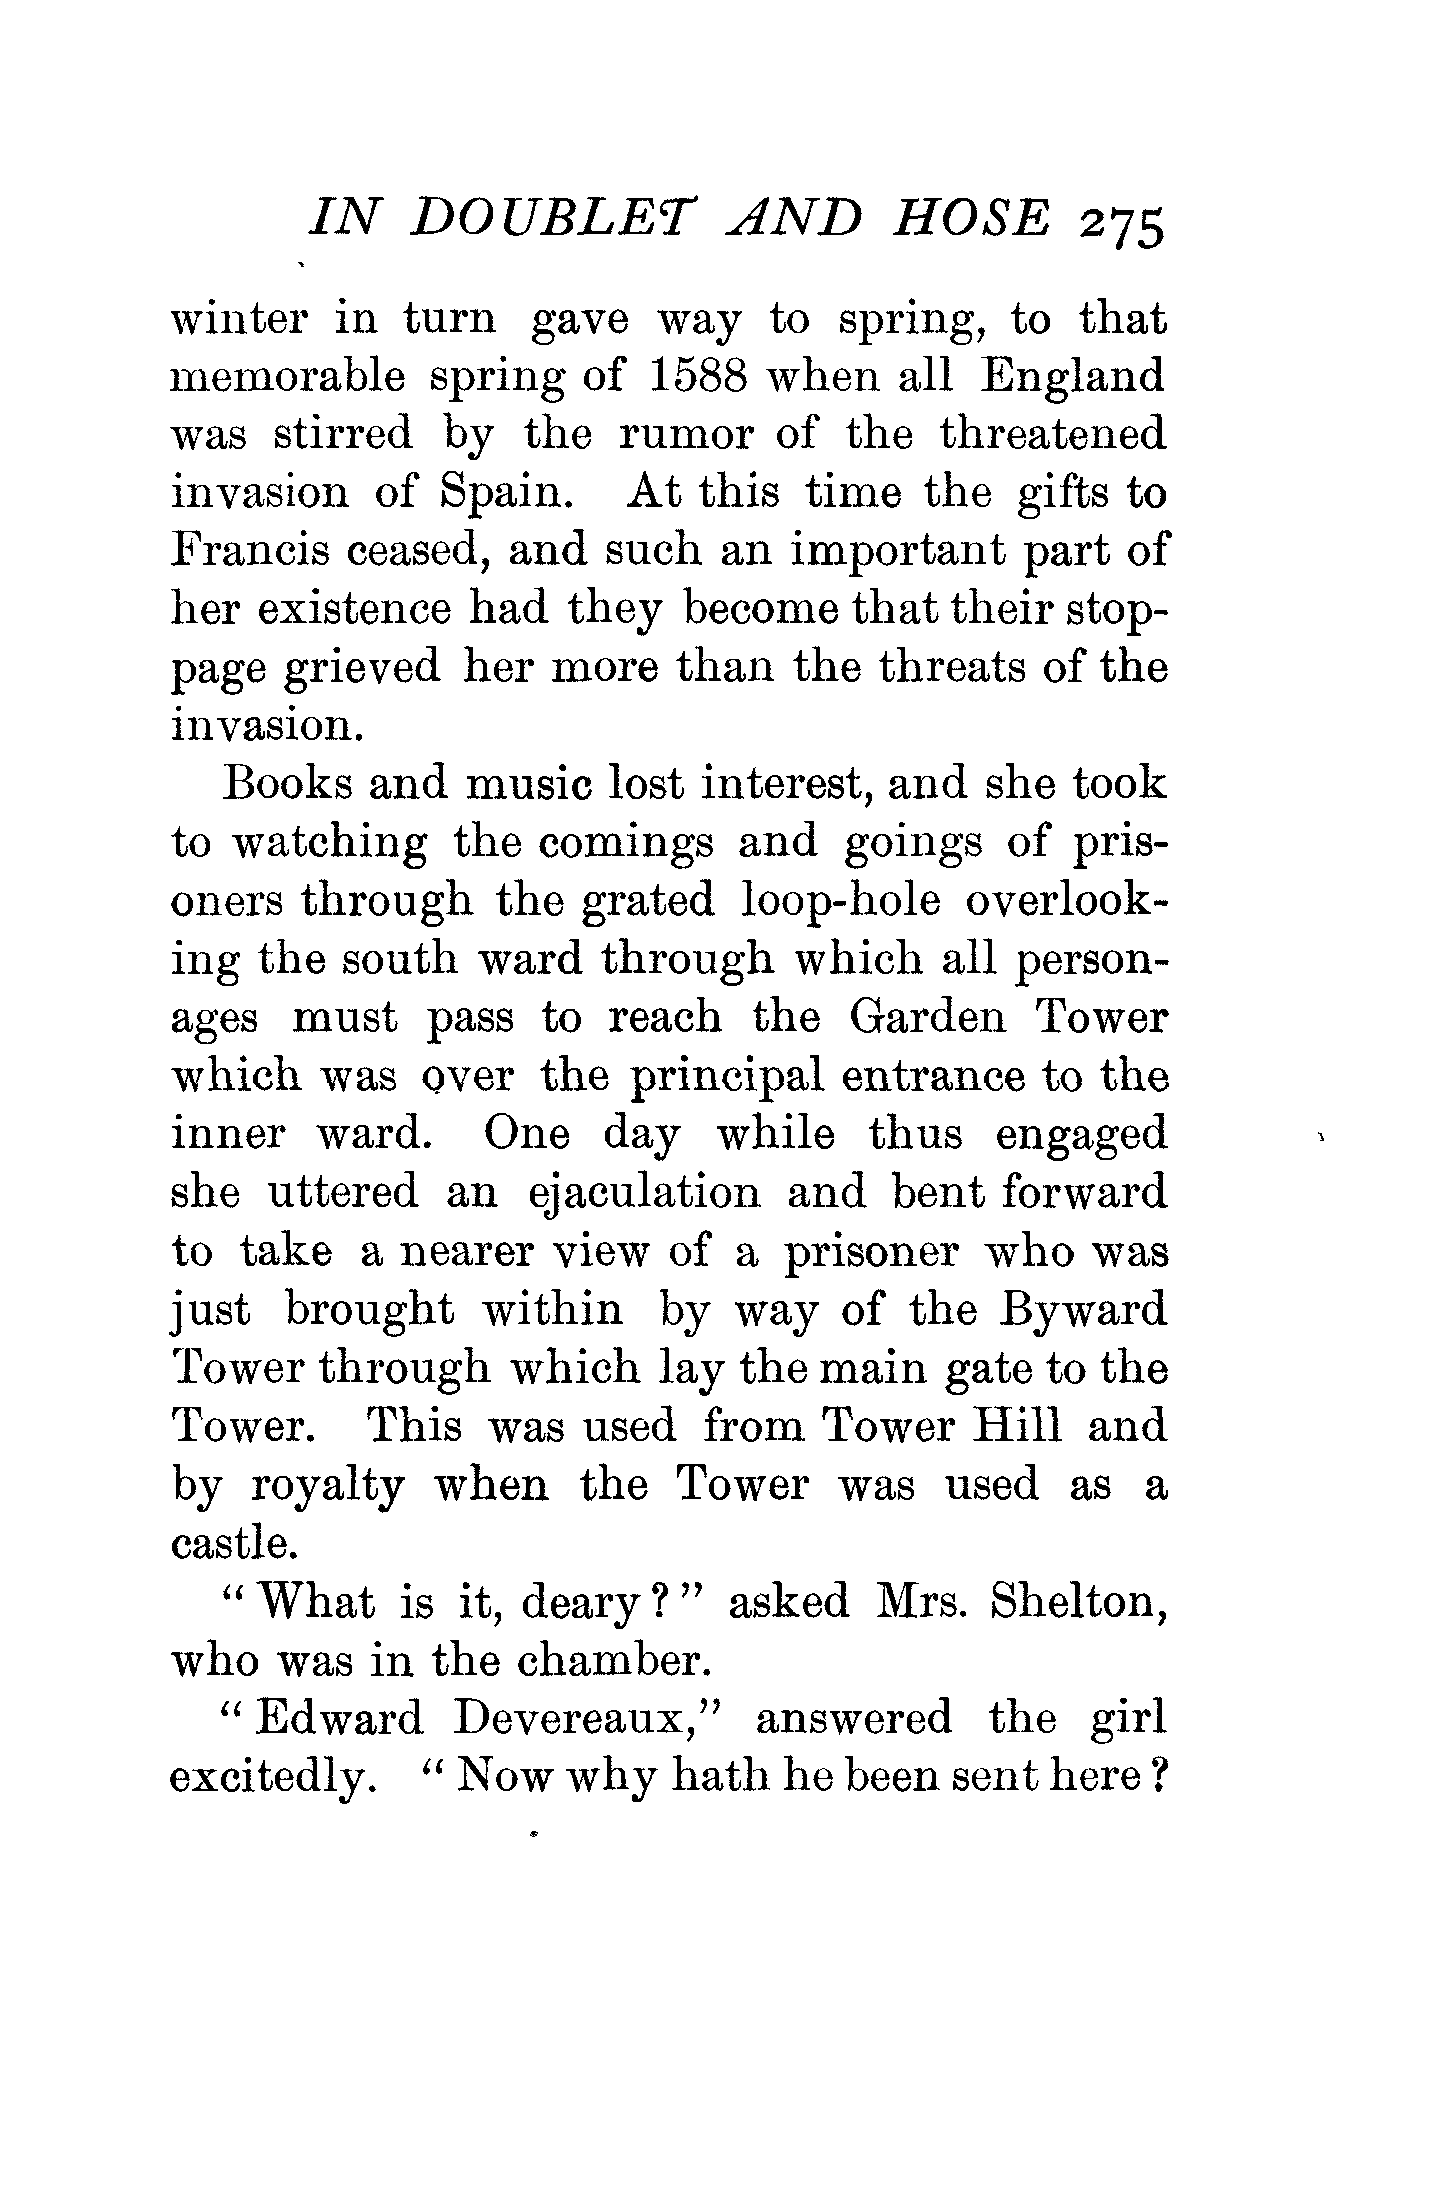 IN DOUBLET AND HOSE 275
winter in turn gave way to spring, to that
memorable spring of 1588 when all England
was stirred by the rumor of the threatened
invasion of Spain. At this time the gifts to
Francis ceased, and such an important part of
her existence had they become that their stop-
page grieved her more than the threats of the
invasion.
Books and music lost interest, and she took
to watching the comings and goings of pris-
oners through the grated loop-hole overlook-
ing the south ward through which all person-
ages must pass to reach the Garden Tower
which was over the principal entrance to the
inner ward. One day while thus engaged
she uttered an ejaculation and bent forward
to take a nearer view of a prisoner who was
just brought within by way of the Byward
Tower through which lay the main gate to the
Tower. This was used from Tower Hill and
by royalty when the Tower was used as a
castle.
“What is it, deary?” asked Mrs. Shelton,
who was in the chamber.
“Edward Devereaux,” answered the girl
excitedly. “Now why hath he been sent here?